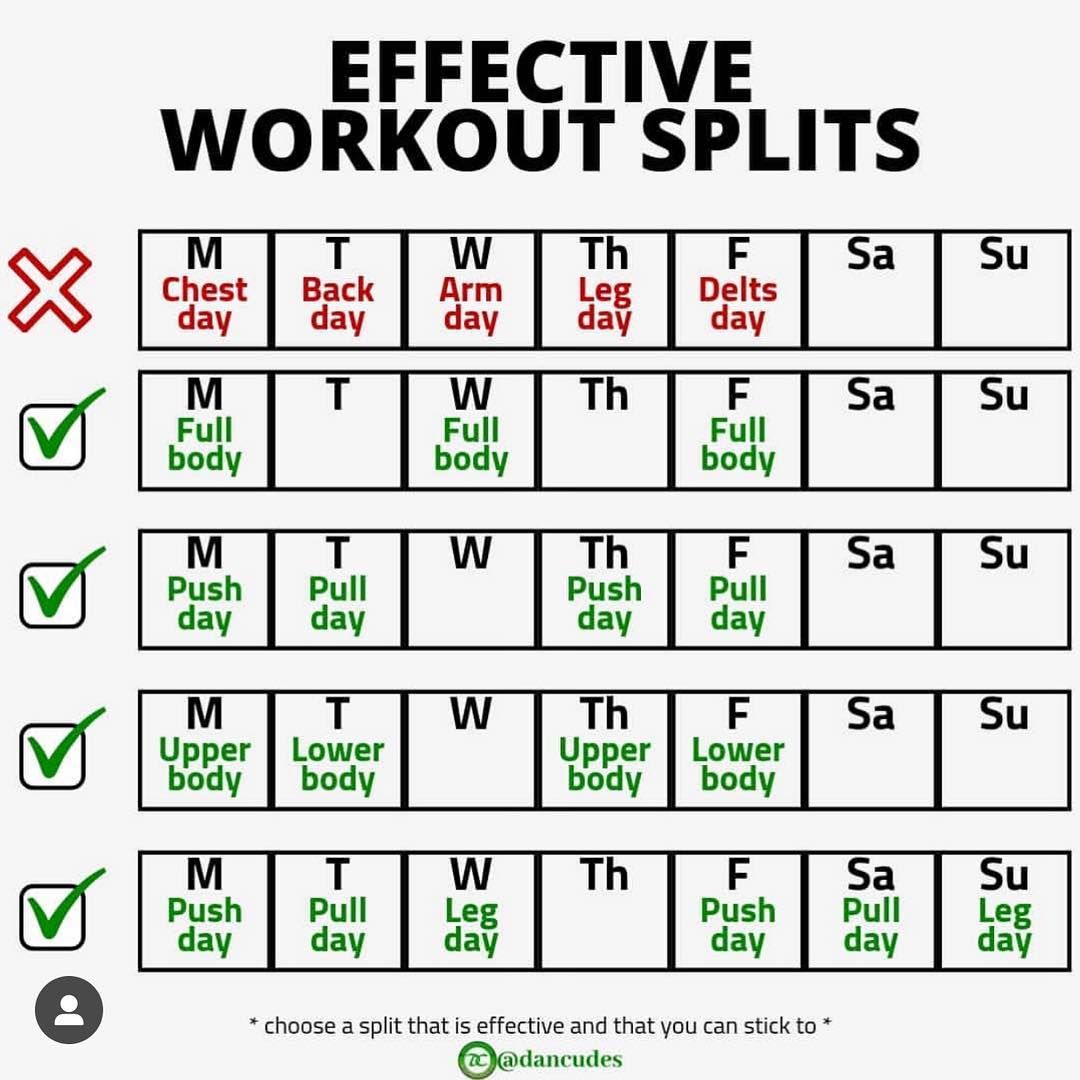 EFFECTIVE
WORKOUT SPLITS
M T W Th F Sa Su
Chest Back Arm Leg Delts
day day day day day
M T W Th F Sa Su
Full Full Full
body body body
M T W Th F Sa Su
Push Pull Push Pull
day day day day
M T W Th F Sa Su
Upper Lower Upper Lower
body body body body
M T W Th F Sa Su
Push Pull Leg Push Pull Leg
day day day day day day
* choose a split that is effective and that you can stick to *
DC @dancudes